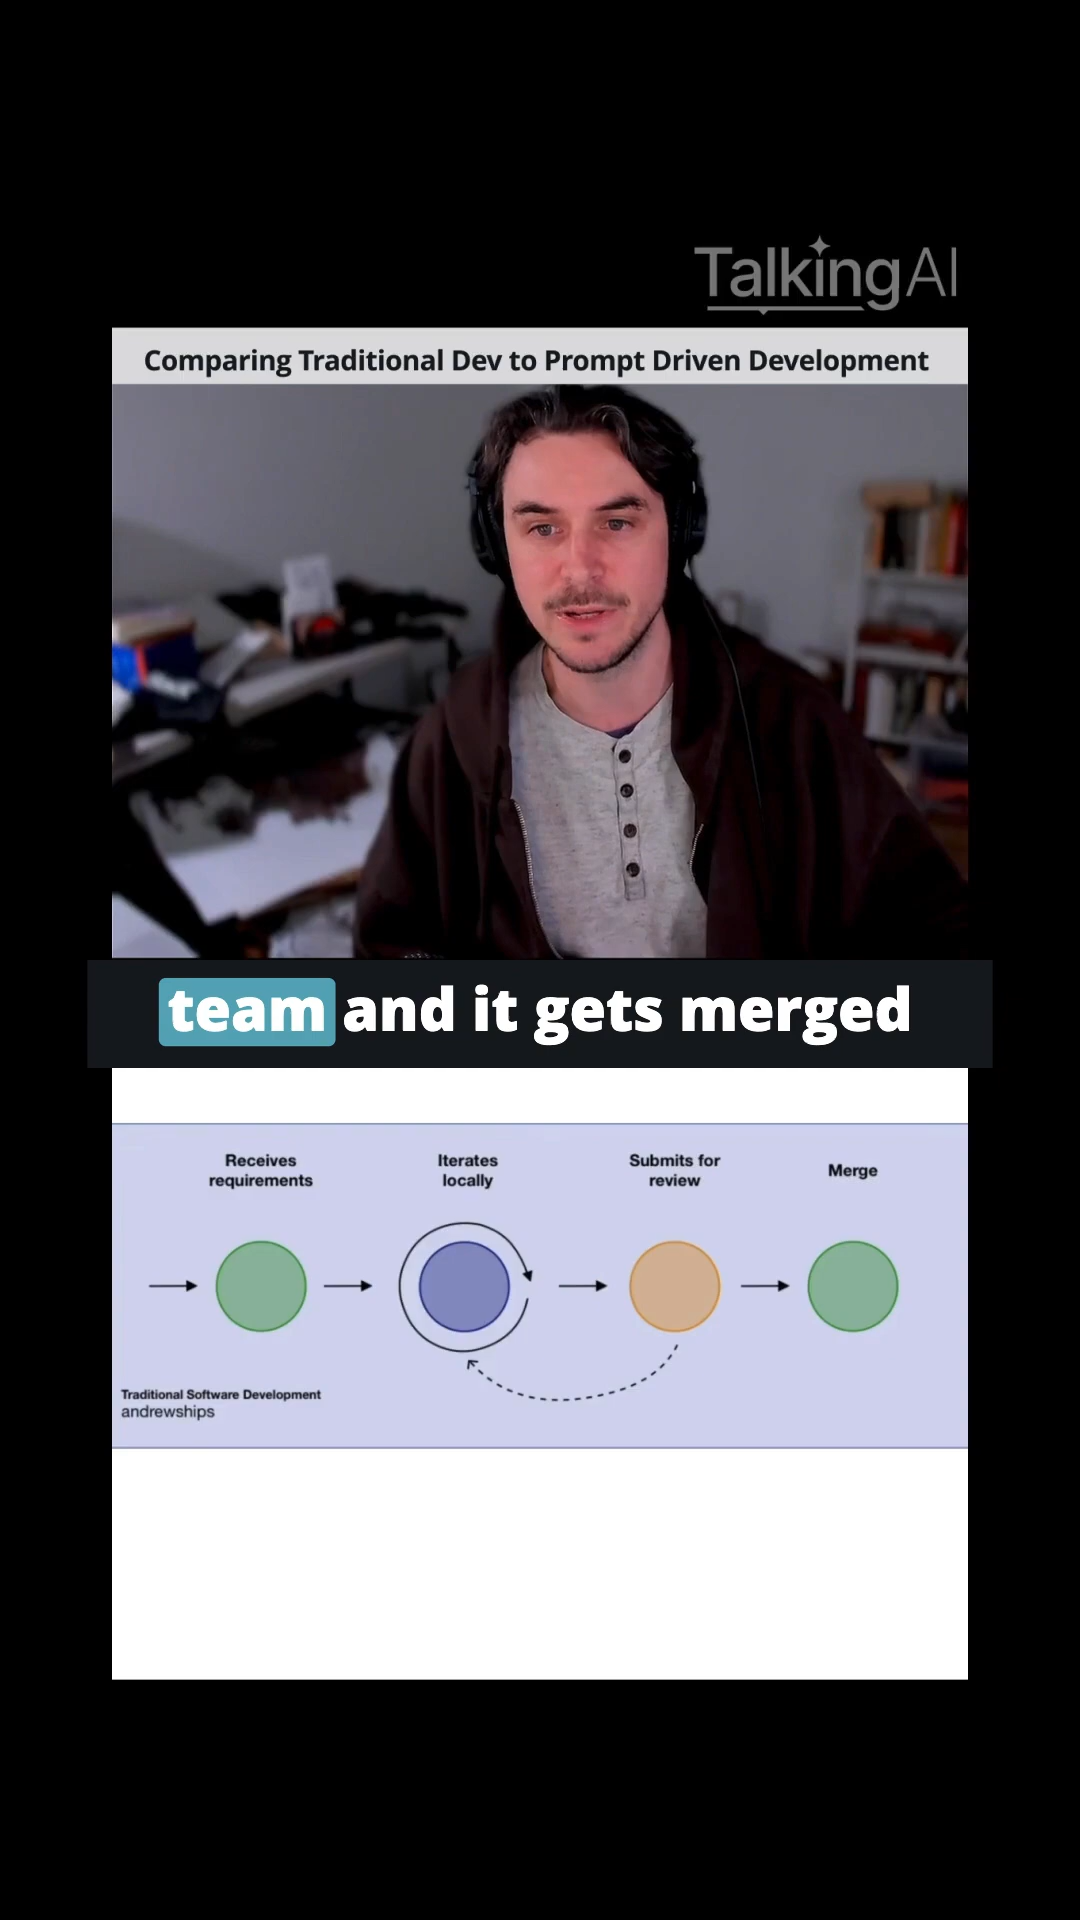 TalkingAI
Comparing Traditional Dev to Prompt Driven Development
team and it gets merged
Receives
requirements
Iterates
locally
Submits for
review
Merge
Traditional Software Development
andrewships